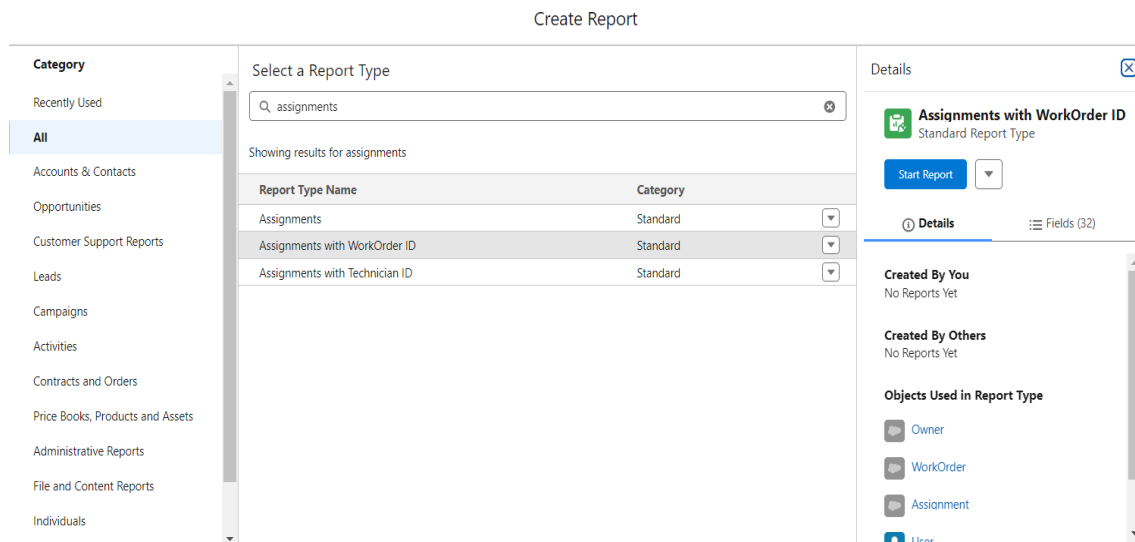 Create Report
Category
Recently Used
All
Accounts & Contacts
Opportunities
Customer Support Reports
Leads
Campaigns
Activities
Contracts and Orders
Price Books, Products and Assets
Administrative Reports
File and Content Reports
Individuals
Select a Report Type
assignments
Showing results for assignments
Report Type Name Category
Assignments Standard
Assignments with WorkOrder ID Standard
Assignments with Technician ID Standard
Details
Assignments with WorkOrder ID
Standard Report Type
Start Report
Details Fields (32)
Created By You
No Reports Yet
Created By Others
No Reports Yet
Objects Used in Report Type
Owner
WorkOrder
Assignment
User